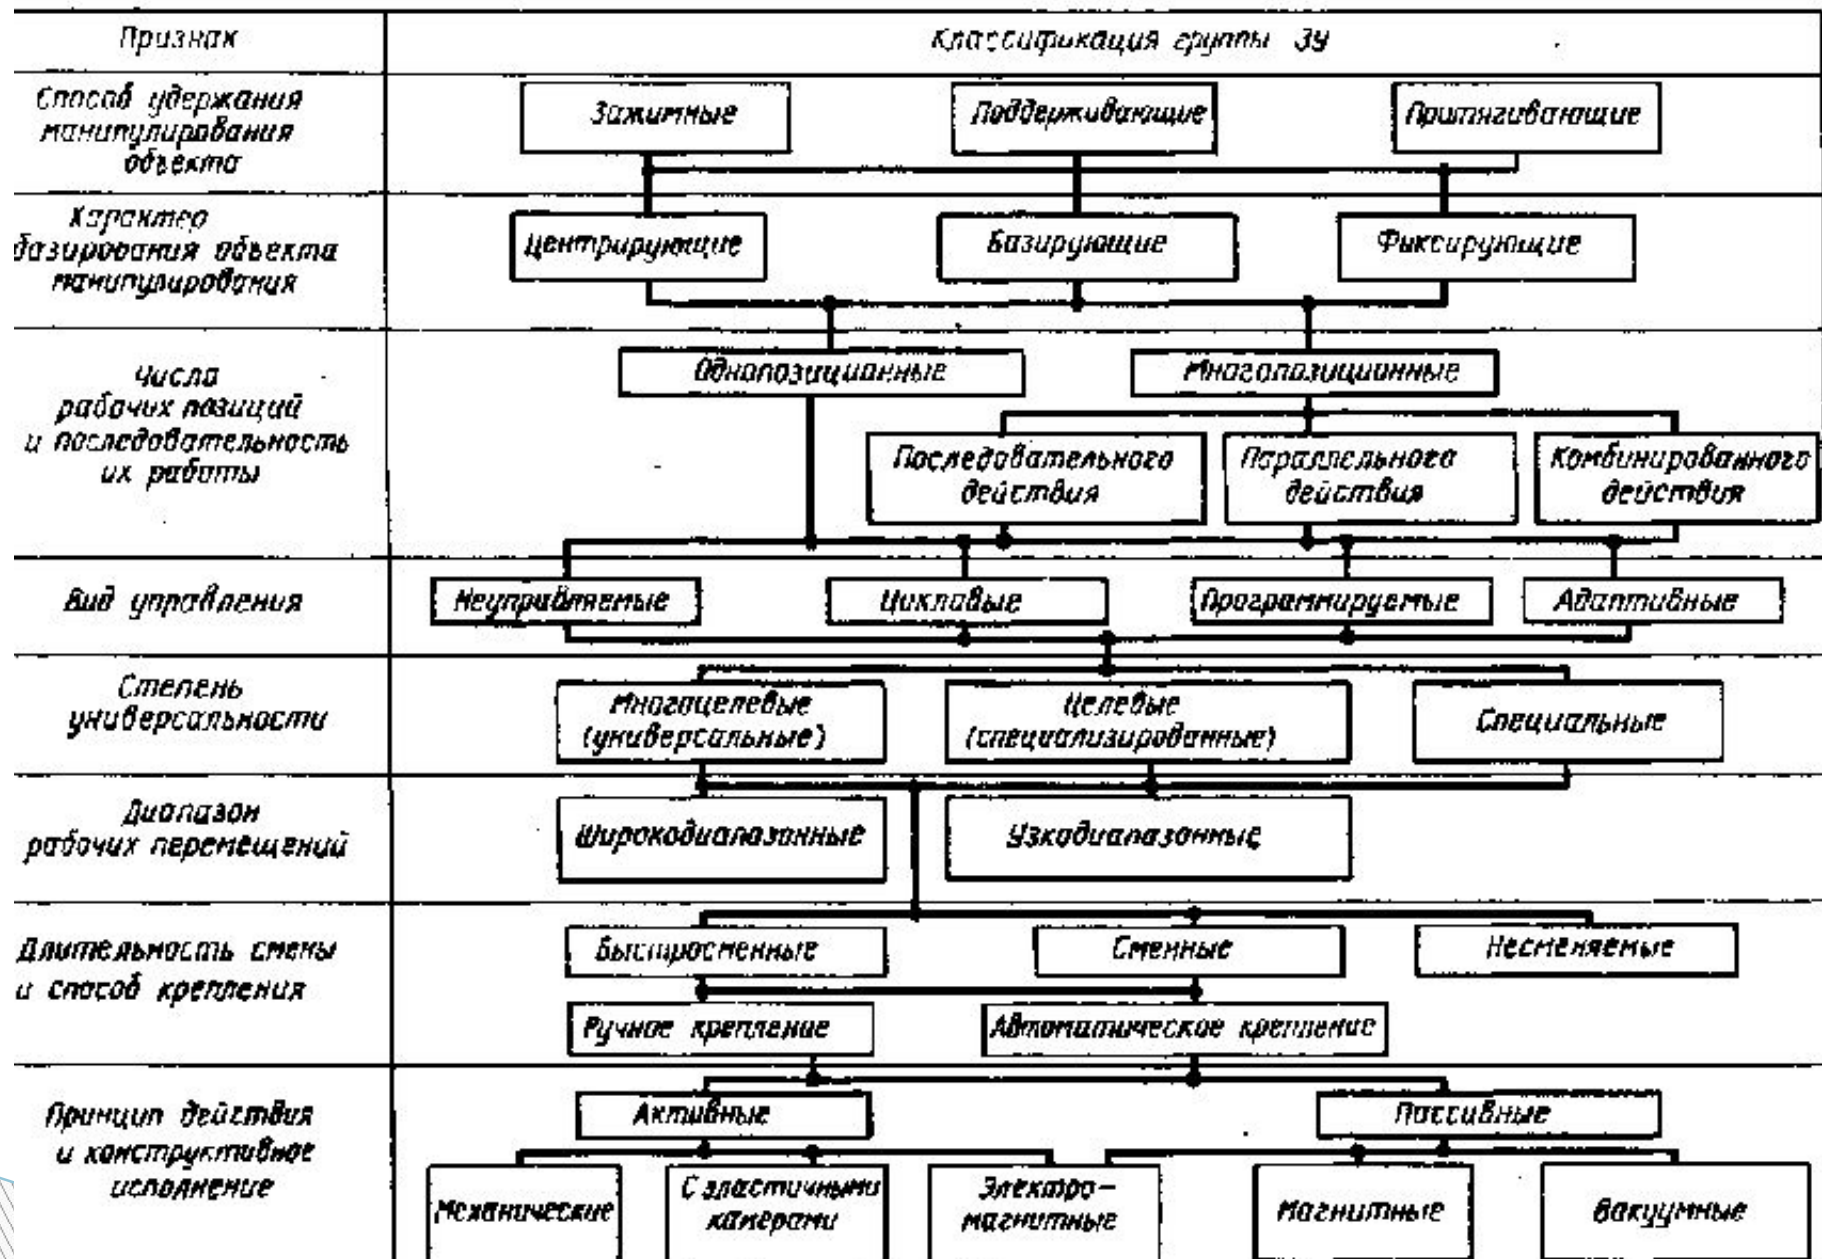 Признак
Классификация группы ЗУ
Способ удержания
манипулирования
объекта
Зажимные
Поддерживающие
Притягивающие
Характер
базирования объекта
манипулирования
Центрирующие
Базирующие
Фиксирующие
Числа
рабочих позиций
и последовательность
их работы
Однопозиционные
Многопозиционные
Последовательного
действия
Параллельного
действия
Комбинированного
действия
Вид управления
Неуправляемые
Цикловые
Программируемые
Адаптивные
Степень
универсальности
Многоцелевые
(универсальные)
Целевые
(специализированные)
Специальные
Диапазон
рабочих перемещений
Широкодиапазонные
Узкодиапазонные
Длительность смены
и способ крепления
Быстросменные
Сменные
Несменяемые
Ручное крепление
Автоматическое крепление
Принцип действия
и конструктивное
исполнение
Активные
Пассивные
Механические
С эластичными
камерами
Электро-
магнитные
Магнитные
Вакуумные